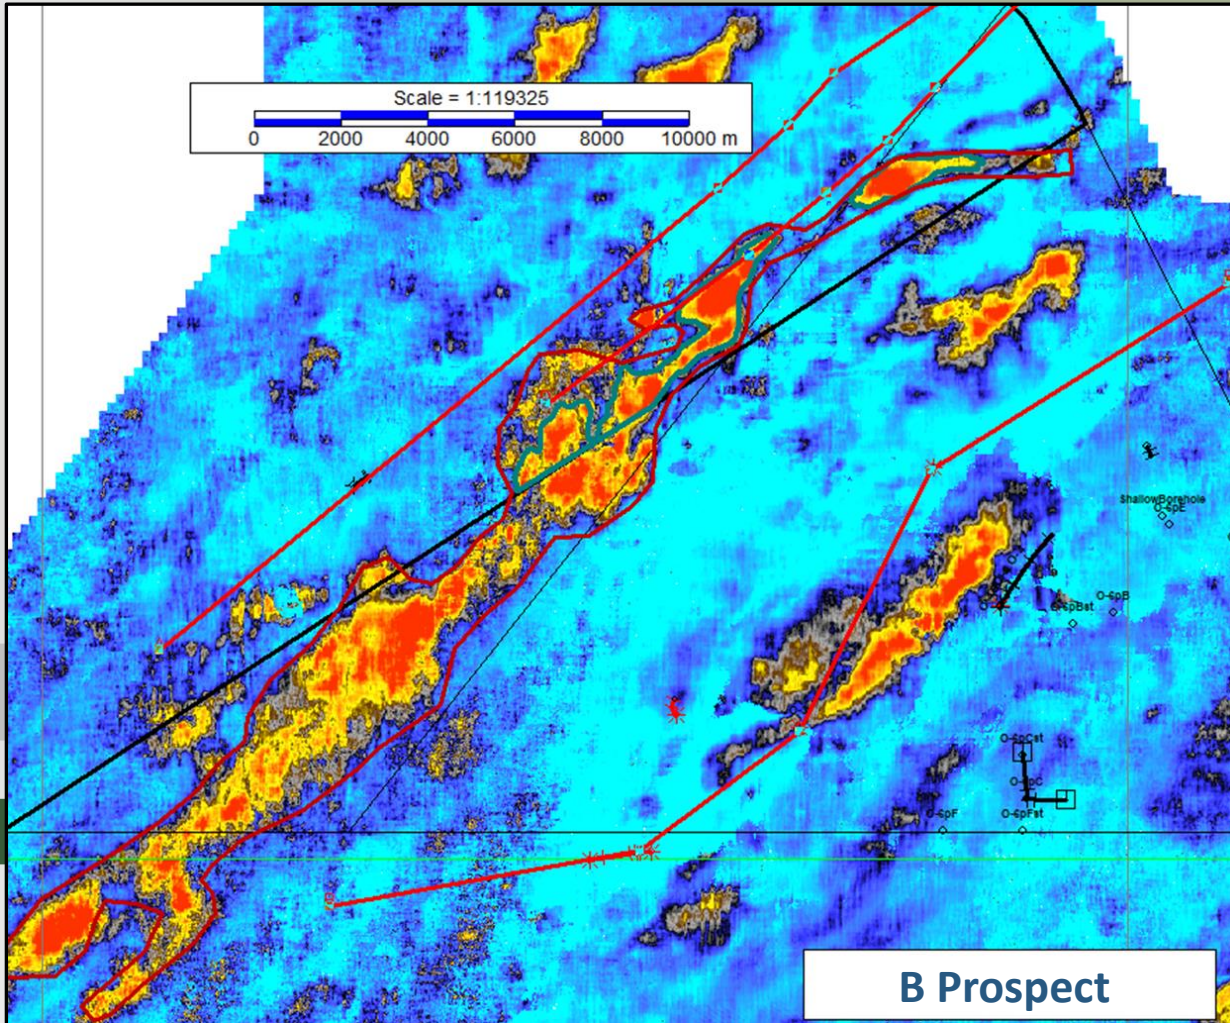 Scale = 1:119325
0 2000 4000 6000 8000 10000 m
ShallowBorehole
O-6pE
O-6pB
O-6pBst
O-6pCst
O-6pC
O-6pF
O-6pFst
B Prospect